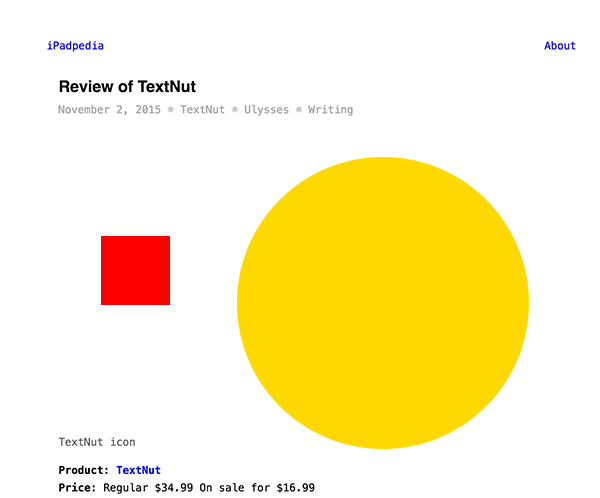 iPadpedia
About
Review of TextNut
November 2, 2015 ☼ TextNut ☼ Ulysses ☼ Writing
TextNut icon
Product: TextNut
Price: Regular $34.99 On sale for $16.99